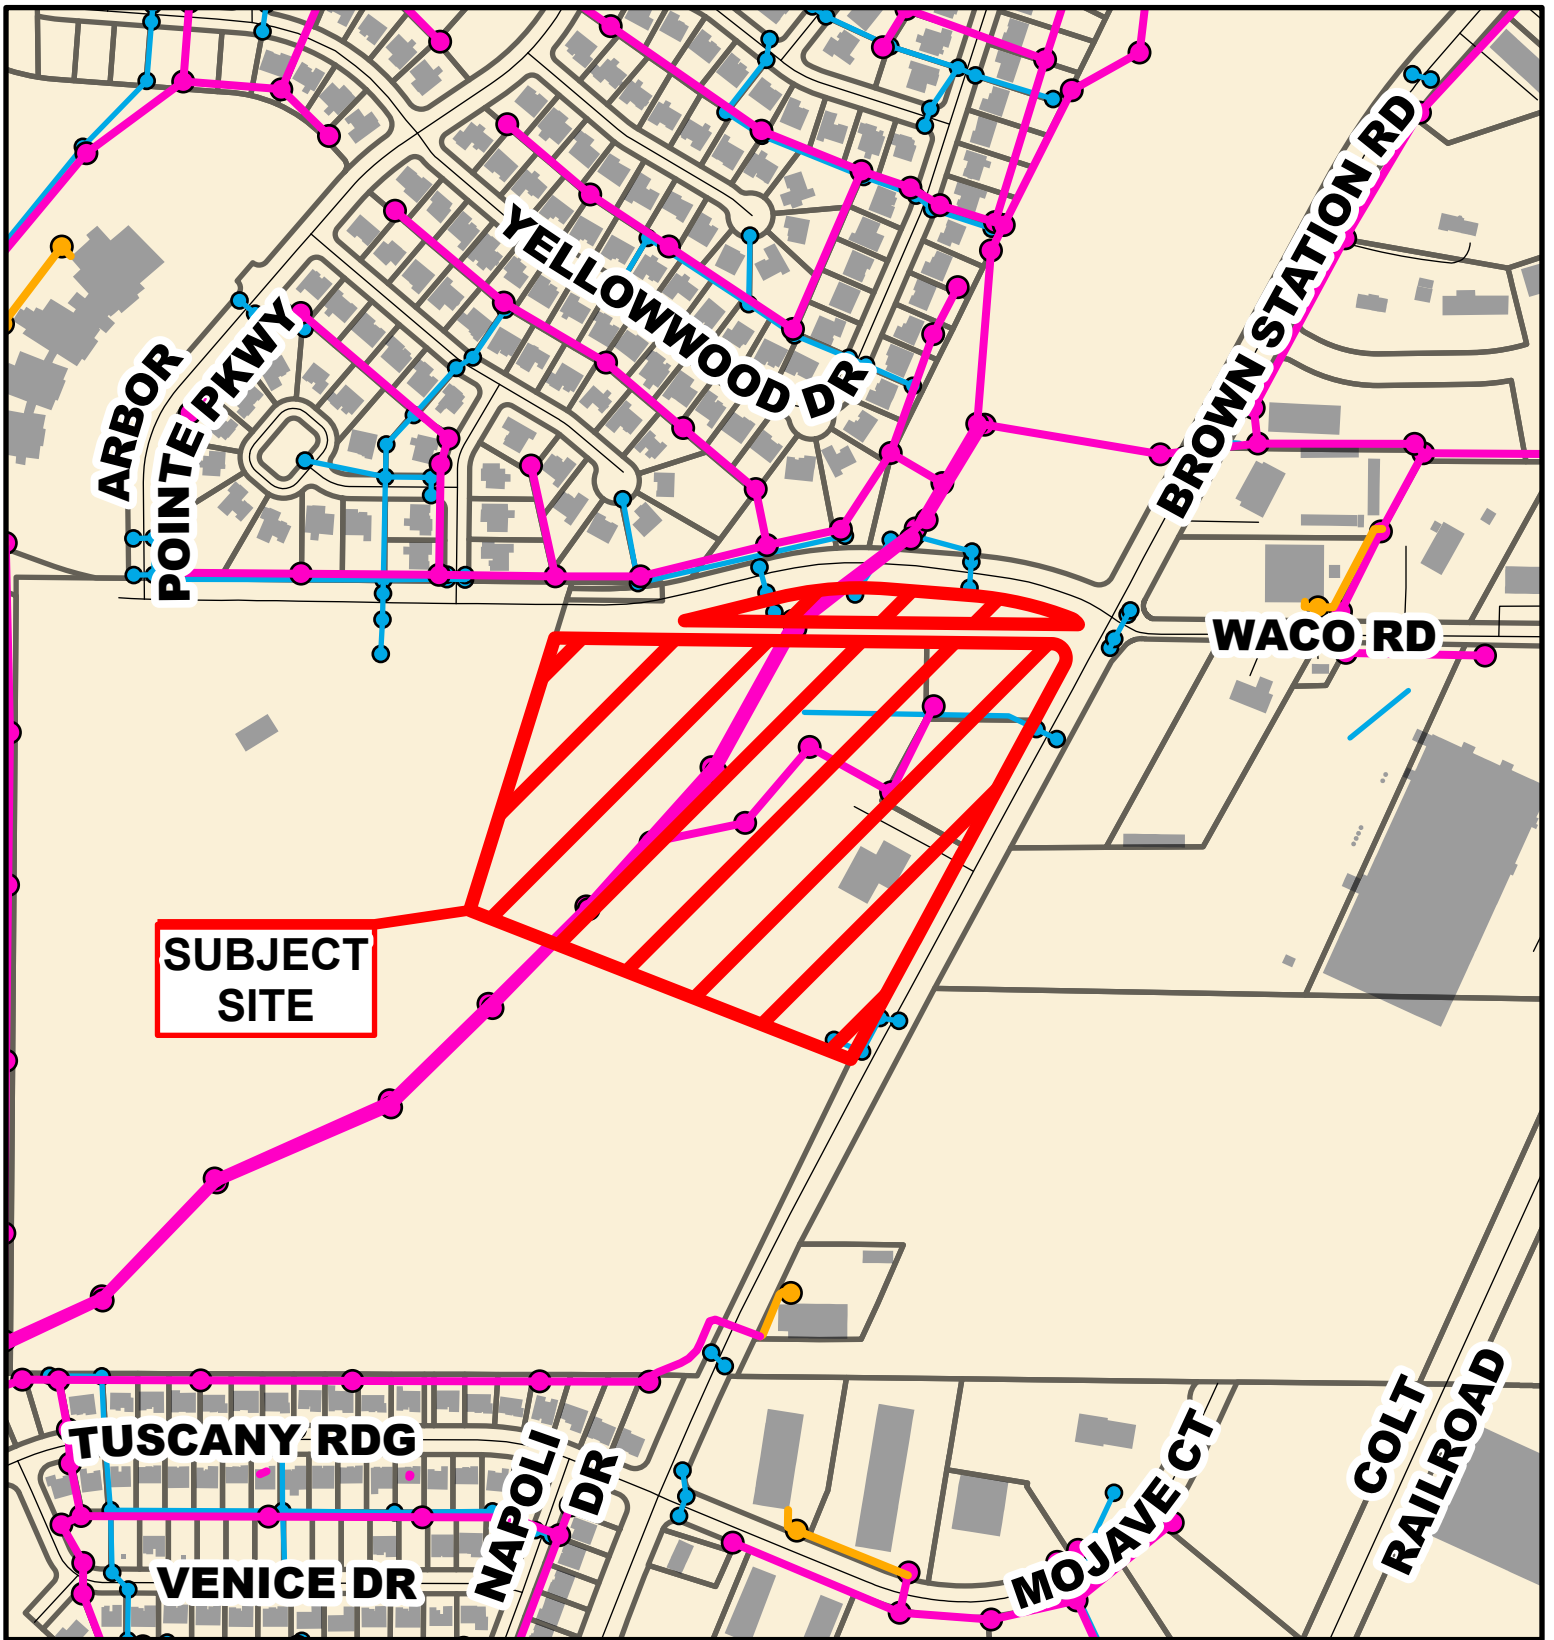 BROWN STATION RD
YELLOWWOOD DR
ARBOR
POINTE PKWY
WACO RD
SUBJECT
SITE
COLT
RAILROAD
TUSCANY RDG
NAPOLI
DR
MOJAVE CT
VENICE DR